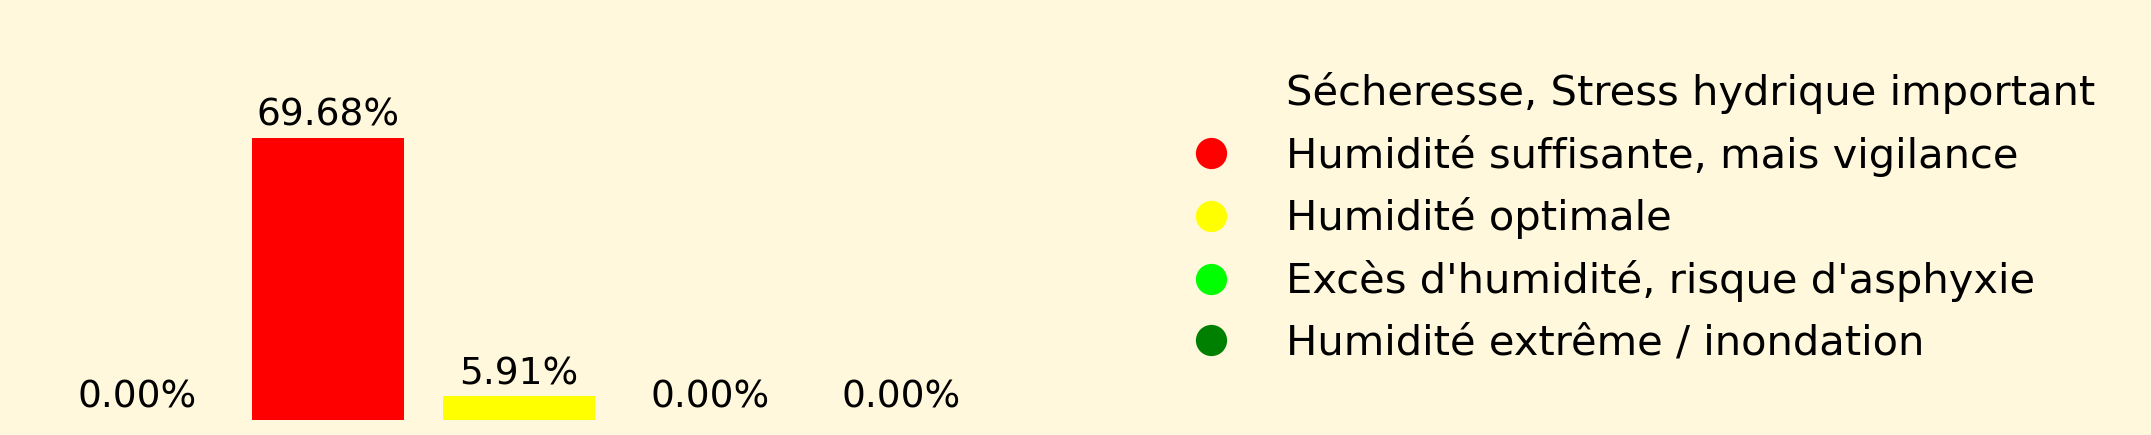 69.68%
5.91%
0.00%
0.00%
0.00%
Sécheresse, Stress hydrique important
Humidité suffisante, mais vigilance
Humidité optimale
Excès d'humidité, risque d'asphyxie
Humidité extrême / inondation